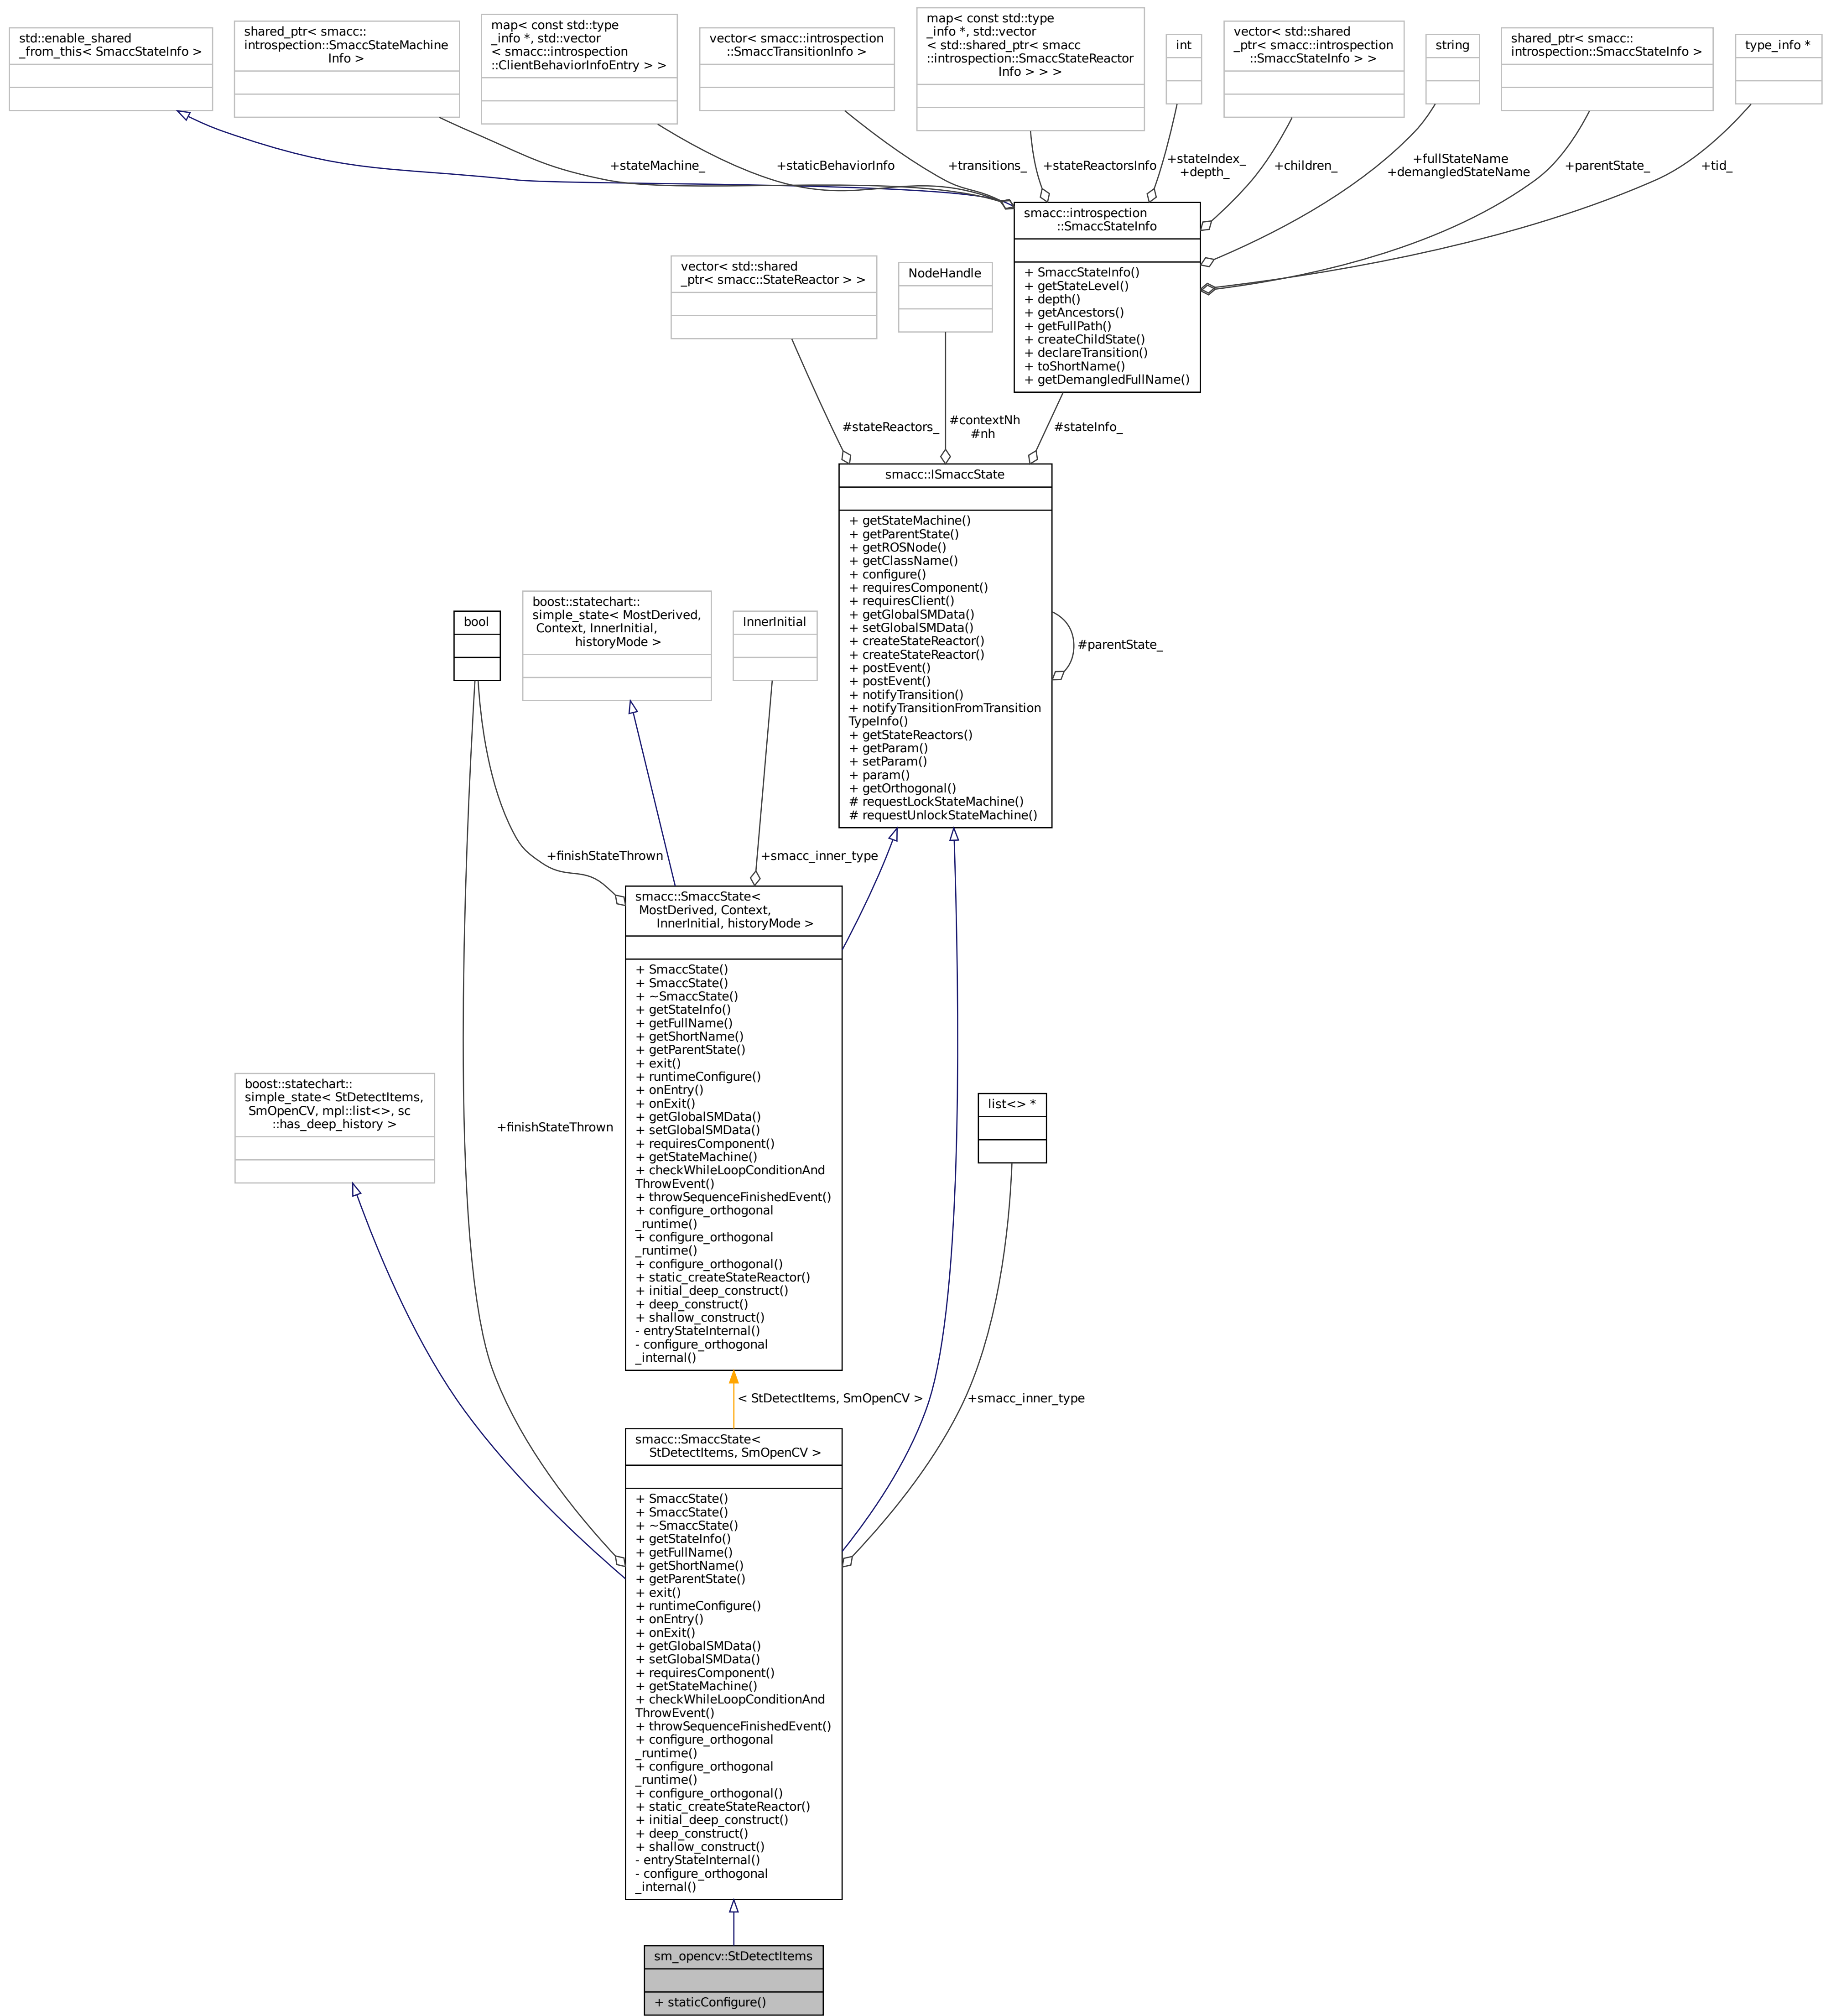 std::enable_shared
_from_this< SmaccStateInfo >
shared_ptr< smacc::
introspection::SmaccStateMachine
Info >
map< const std::type
_info *, std::vector
< smacc::introspection
::ClientBehaviorInfoEntry > >
vector< smacc::introspection
::SmaccTransitionInfo >
map< const std::type
_info *, std::vector
< std::shared_ptr< smacc
::introspection::SmaccStateReactor
Info > > >
int
vector< std::shared
_ptr< smacc::introspection
::SmaccStateInfo > >
string
shared_ptr< smacc::
introspection::SmaccStateInfo >
type_info *
+stateMachine_
+staticBehaviorInfo
+transitions_
+stateReactorsInfo
+stateIndex_
+depth_
+children_
+fullStateName
+demangledStateName
+parentState_
+tid_
smacc::introspection
::SmaccStateInfo
+ SmaccStateInfo()
+ getStateLevel()
+ depth()
+ getAncestors()
+ getFullPath()
+ createChildState()
+ declareTransition()
+ toShortName()
+ getDemangledFullName()
vector< std::shared
_ptr< smacc::StateReactor > >
NodeHandle
#stateReactors_
#contextNh
#nh
#stateInfo_
smacc::ISmaccState
+ getStateMachine()
+ getParentState()
+ getROSNode()
+ getClassName()
+ configure()
+ requiresComponent()
+ requiresClient()
+ getGlobalSMData()
+ setGlobalSMData()
+ createStateReactor()
+ createStateReactor()
+ postEvent()
+ postEvent()
+ notifyTransition()
+ notifyTransitionFromTransition
TypeInfo()
+ getStateReactors()
+ getParam()
+ setParam()
+ param()
+ getOrthogonal()
# requestLockStateMachine()
# requestUnlockStateMachine()
#parentState_
bool
boost::statechart::
simple_state< MostDerived,
Context, InnerInitial,
historyMode >
InnerInitial
+finishStateThrown
+smacc_inner_type
smacc::SmaccState<
MostDerived, Context,
InnerInitial, historyMode >
+ SmaccState()
+ SmaccState()
+ ~SmaccState()
+ getStateInfo()
+ getFullName()
+ getShortName()
+ getParentState()
+ exit()
+ runtimeConfigure()
+ onEntry()
+ onExit()
+ getGlobalSMData()
+ setGlobalSMData()
+ requiresComponent()
+ getStateMachine()
+ checkWhileLoopConditionAnd
ThrowEvent()
+ throwSequenceFinishedEvent()
+ configure_orthogonal
_runtime()
+ configure_orthogonal
_runtime()
+ configure_orthogonal()
+ static_createStateReactor()
+ initial_deep_construct()
+ deep_construct()
+ shallow_construct()
- entryStateInternal()
- configure_orthogonal
_internal()
boost::statechart::
simple_state< StDetectItems,
SmOpenCV, mpl::list<>, sc
::has_deep_history >
+finishStateThrown
list<> *
< StDetectItems, SmOpenCV >
+smacc_inner_type
smacc::SmaccState<
StDetectItems, SmOpenCV >
+ SmaccState()
+ SmaccState()
+ ~SmaccState()
+ getStateInfo()
+ getFullName()
+ getShortName()
+ getParentState()
+ exit()
+ runtimeConfigure()
+ onEntry()
+ onExit()
+ getGlobalSMData()
+ setGlobalSMData()
+ requiresComponent()
+ getStateMachine()
+ checkWhileLoopConditionAnd
ThrowEvent()
+ throwSequenceFinishedEvent()
+ configure_orthogonal
_runtime()
+ configure_orthogonal
_runtime()
+ configure_orthogonal()
+ static_createStateReactor()
+ initial_deep_construct()
+ deep_construct()
+ shallow_construct()
- entryStateInternal()
- configure_orthogonal
_internal()
sm_opencv::StDetectItems
+ staticConfigure()